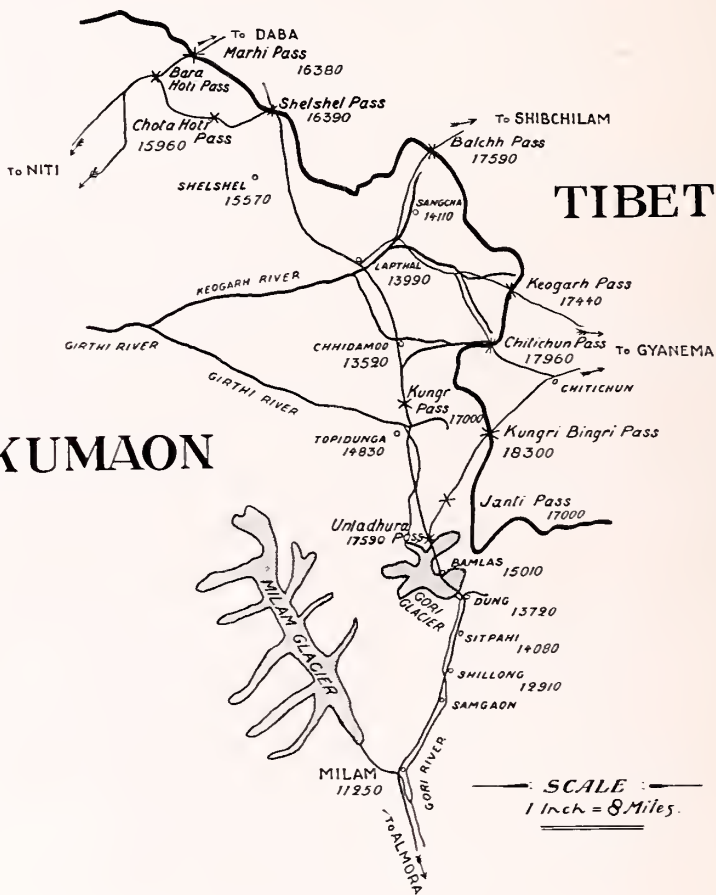 To DABA
Marhi Pass
16380
Bara
Hoti Pass
Shelshel Pass
16390
Chota Hoti
Pass
15960
To NITI
SHELSHEL
15570
To SHIBCHILAM
Balchh Pass
17590
TIBET
SANGCHA
14110
LAPTHAL
13990
KEOGARH RIVER
Keogarh Pass
17440
GIRTHI RIVER
CHHIDAMOO
13520
Chitichun Pass
17960
To GYANEMA
CHITICHUN
GIRTHI RIVER
Kungr
Pass
17000
KUMAON
TOPIDUNGA
14830
Kungri Bingri Pass
18300
Janti Pass
17000
Untadhura
17590 Pass
BAMLAS
15010
GORI
GLACIER
DUNG
13720
MILAM GLACIER
SITPAHI
14080
SHILLONG
12910
SAMGAON
GORI RIVER
MILAM
11250
To ALMORA
SCALE
1 Inch = 8 Miles.